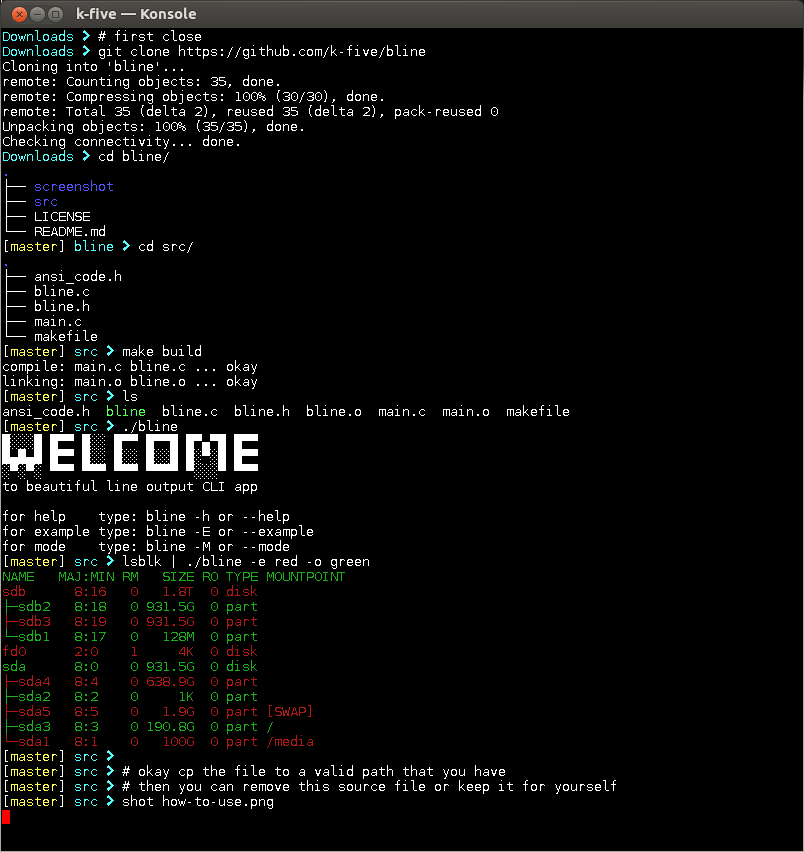 k-five — Konsole
Downloads > # first close
Downloads > git clone https://github.com/k-five/bline
Cloning into 'bline'...
remote: Counting objects: 35, done.
remote: Compressing objects: 100% (30/30), done.
remote: Total 35 (delta 2), reused 35 (delta 2), pack-reused 0
Unpacking objects: 100% (35/35), done.
Checking connectivity... done.
Downloads > cd bline/
.
├── screenshot
├── src
├── LICENSE
└── README.md
[master] bline > cd src/
.
├── ansi_code.h
├── bline.c
├── bline.h
├── main.c
└── makefile
[master] src > make build
compile: main.c bline.c ... okay
linking: main.o bline.o ... okay
[master] src > ls
ansi_code.h  bline  bline.c  bline.h  bline.o  main.c  main.o  makefile
[master] src > ./bline
WELCOME
to beautiful line output CLI app
for help    type: bline -h or --help
for example type: bline -E or --example
for mode    type: bline -M or --mode
[master] src > lsblk | ./bline -e red -o green
NAME   MAJ:MIN RM   SIZE RO TYPE MOUNTPOINT
sdb      8:16   0   1.8T  0 disk
├─sdb2   8:18   0 931.5G  0 part
├─sdb3   8:19   0 931.5G  0 part
└─sdb1   8:17   0   128M  0 part
fd0      2:0    1     4K  0 disk
sda      8:0    0 931.5G  0 disk
├─sda4   8:4    0 638.9G  0 part
├─sda2   8:2    0     1K  0 part
├─sda5   8:5    0   1.9G  0 part [SWAP]
├─sda3   8:3    0 190.8G  0 part /
└─sda1   8:1    0   100G  0 part /media
[master] src >
[master] src > # okay cp the file to a valid path that you have
[master] src > # then you can remove this source file or keep it for yourself
[master] src > shot how-to-use.png